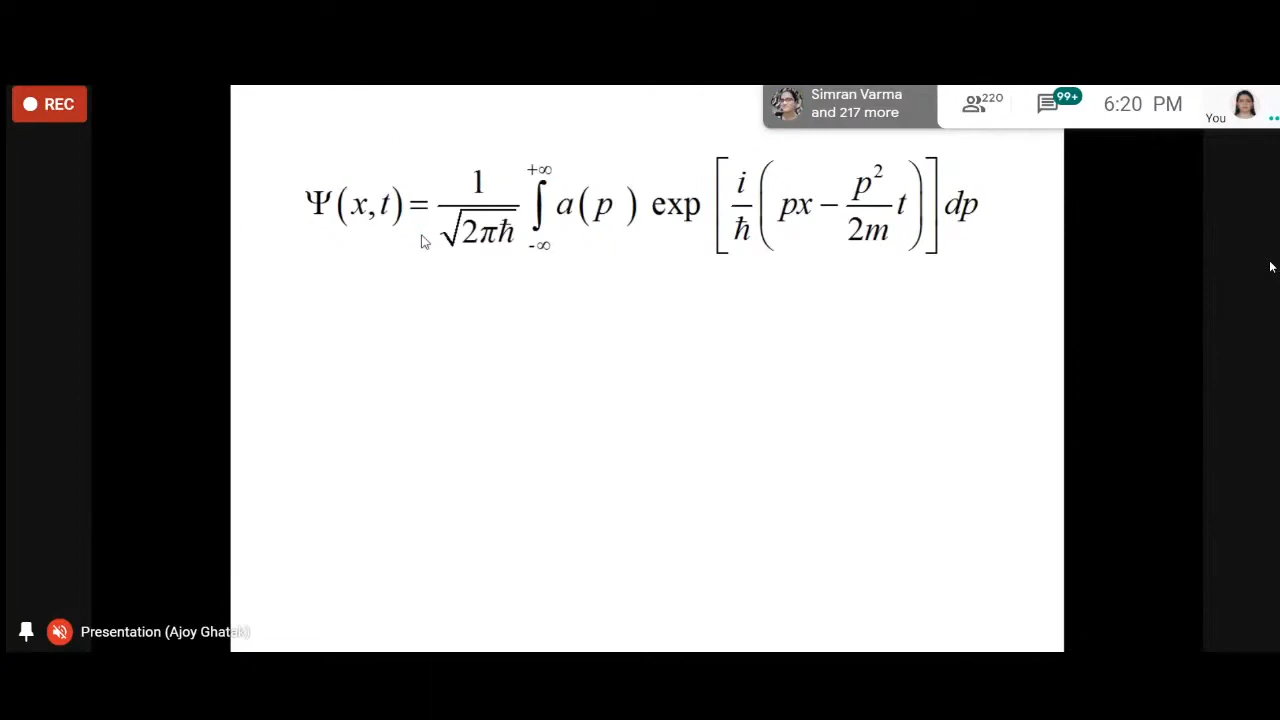 REC
Simran Varma
and 217 more
220
99+
6:20 PM
You
Ψ(x,t) = 1/√2πħ ∫_{-∞}^{+∞} a(p) exp[i/ħ(px − p²/2m t)]dp
Presentation (Ajoy Ghatak)